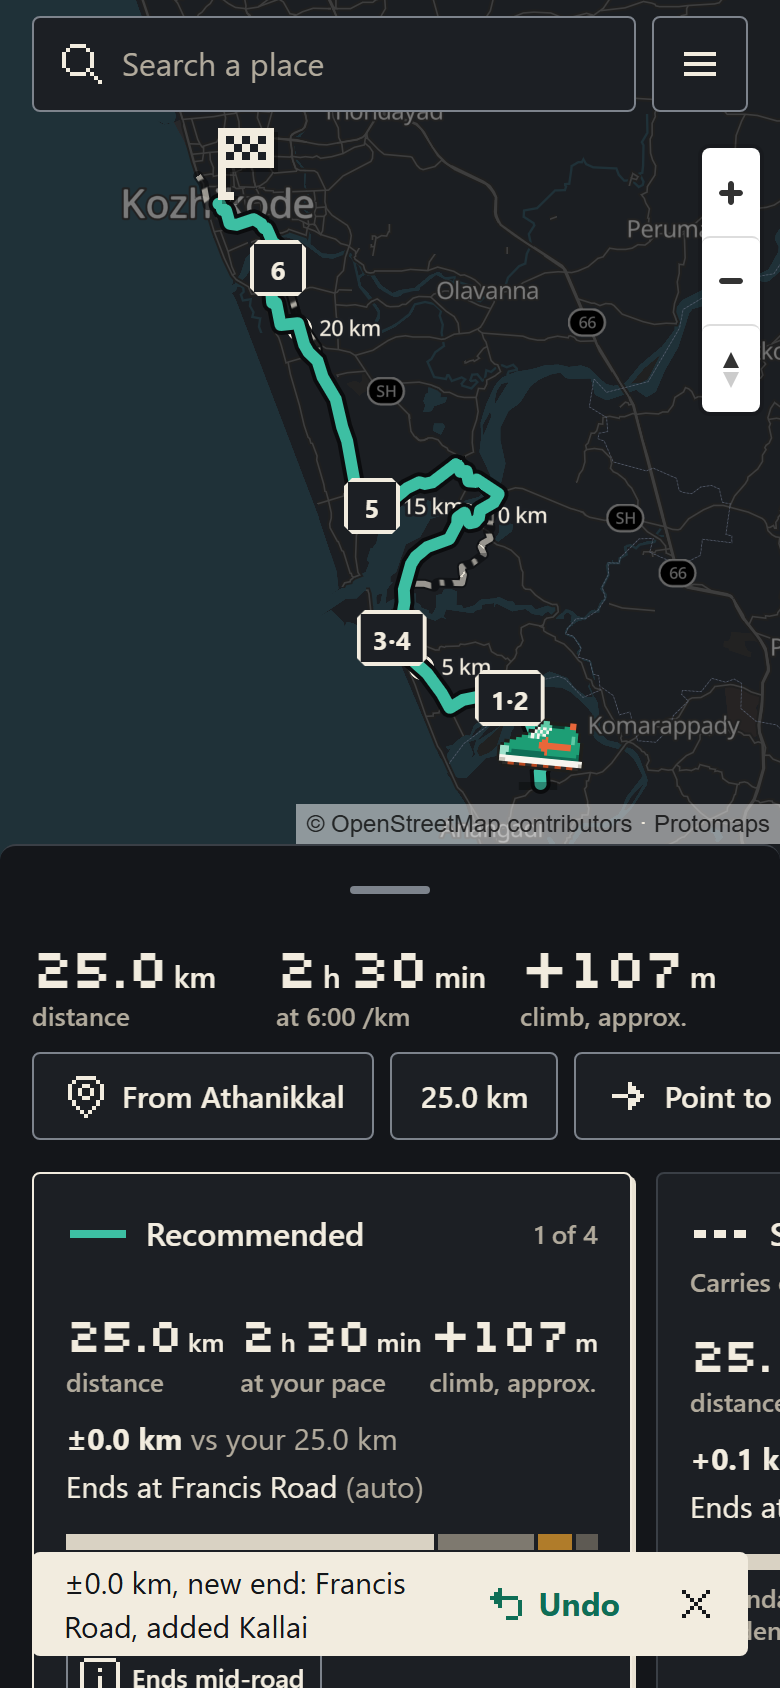 Search a place
Thondayad
Kozh kode
Peruma
6
Olavanna
20 km
66
SH
5
15 km
0 km
SH
66
3·4
5 km
1·2
Komarappady
© OpenStreetMap contributors · Protomaps
25.0 km
2 h 30 min
+107 m
distance
at 6:00 /km
climb, approx.
From Athanikkal
25.0 km
Point to
Recommended
1 of 4
Carries
25.0 km 2 h 30 min +107 m
25.
distance
at your pace
climb, approx.
distance
±0.0 km vs your 25.0 km
+0.1 k
Ends at Francis Road (auto)
Ends at
±0.0 km, new end: Francis
Road, added Kallai
Undo
Ends mid-road